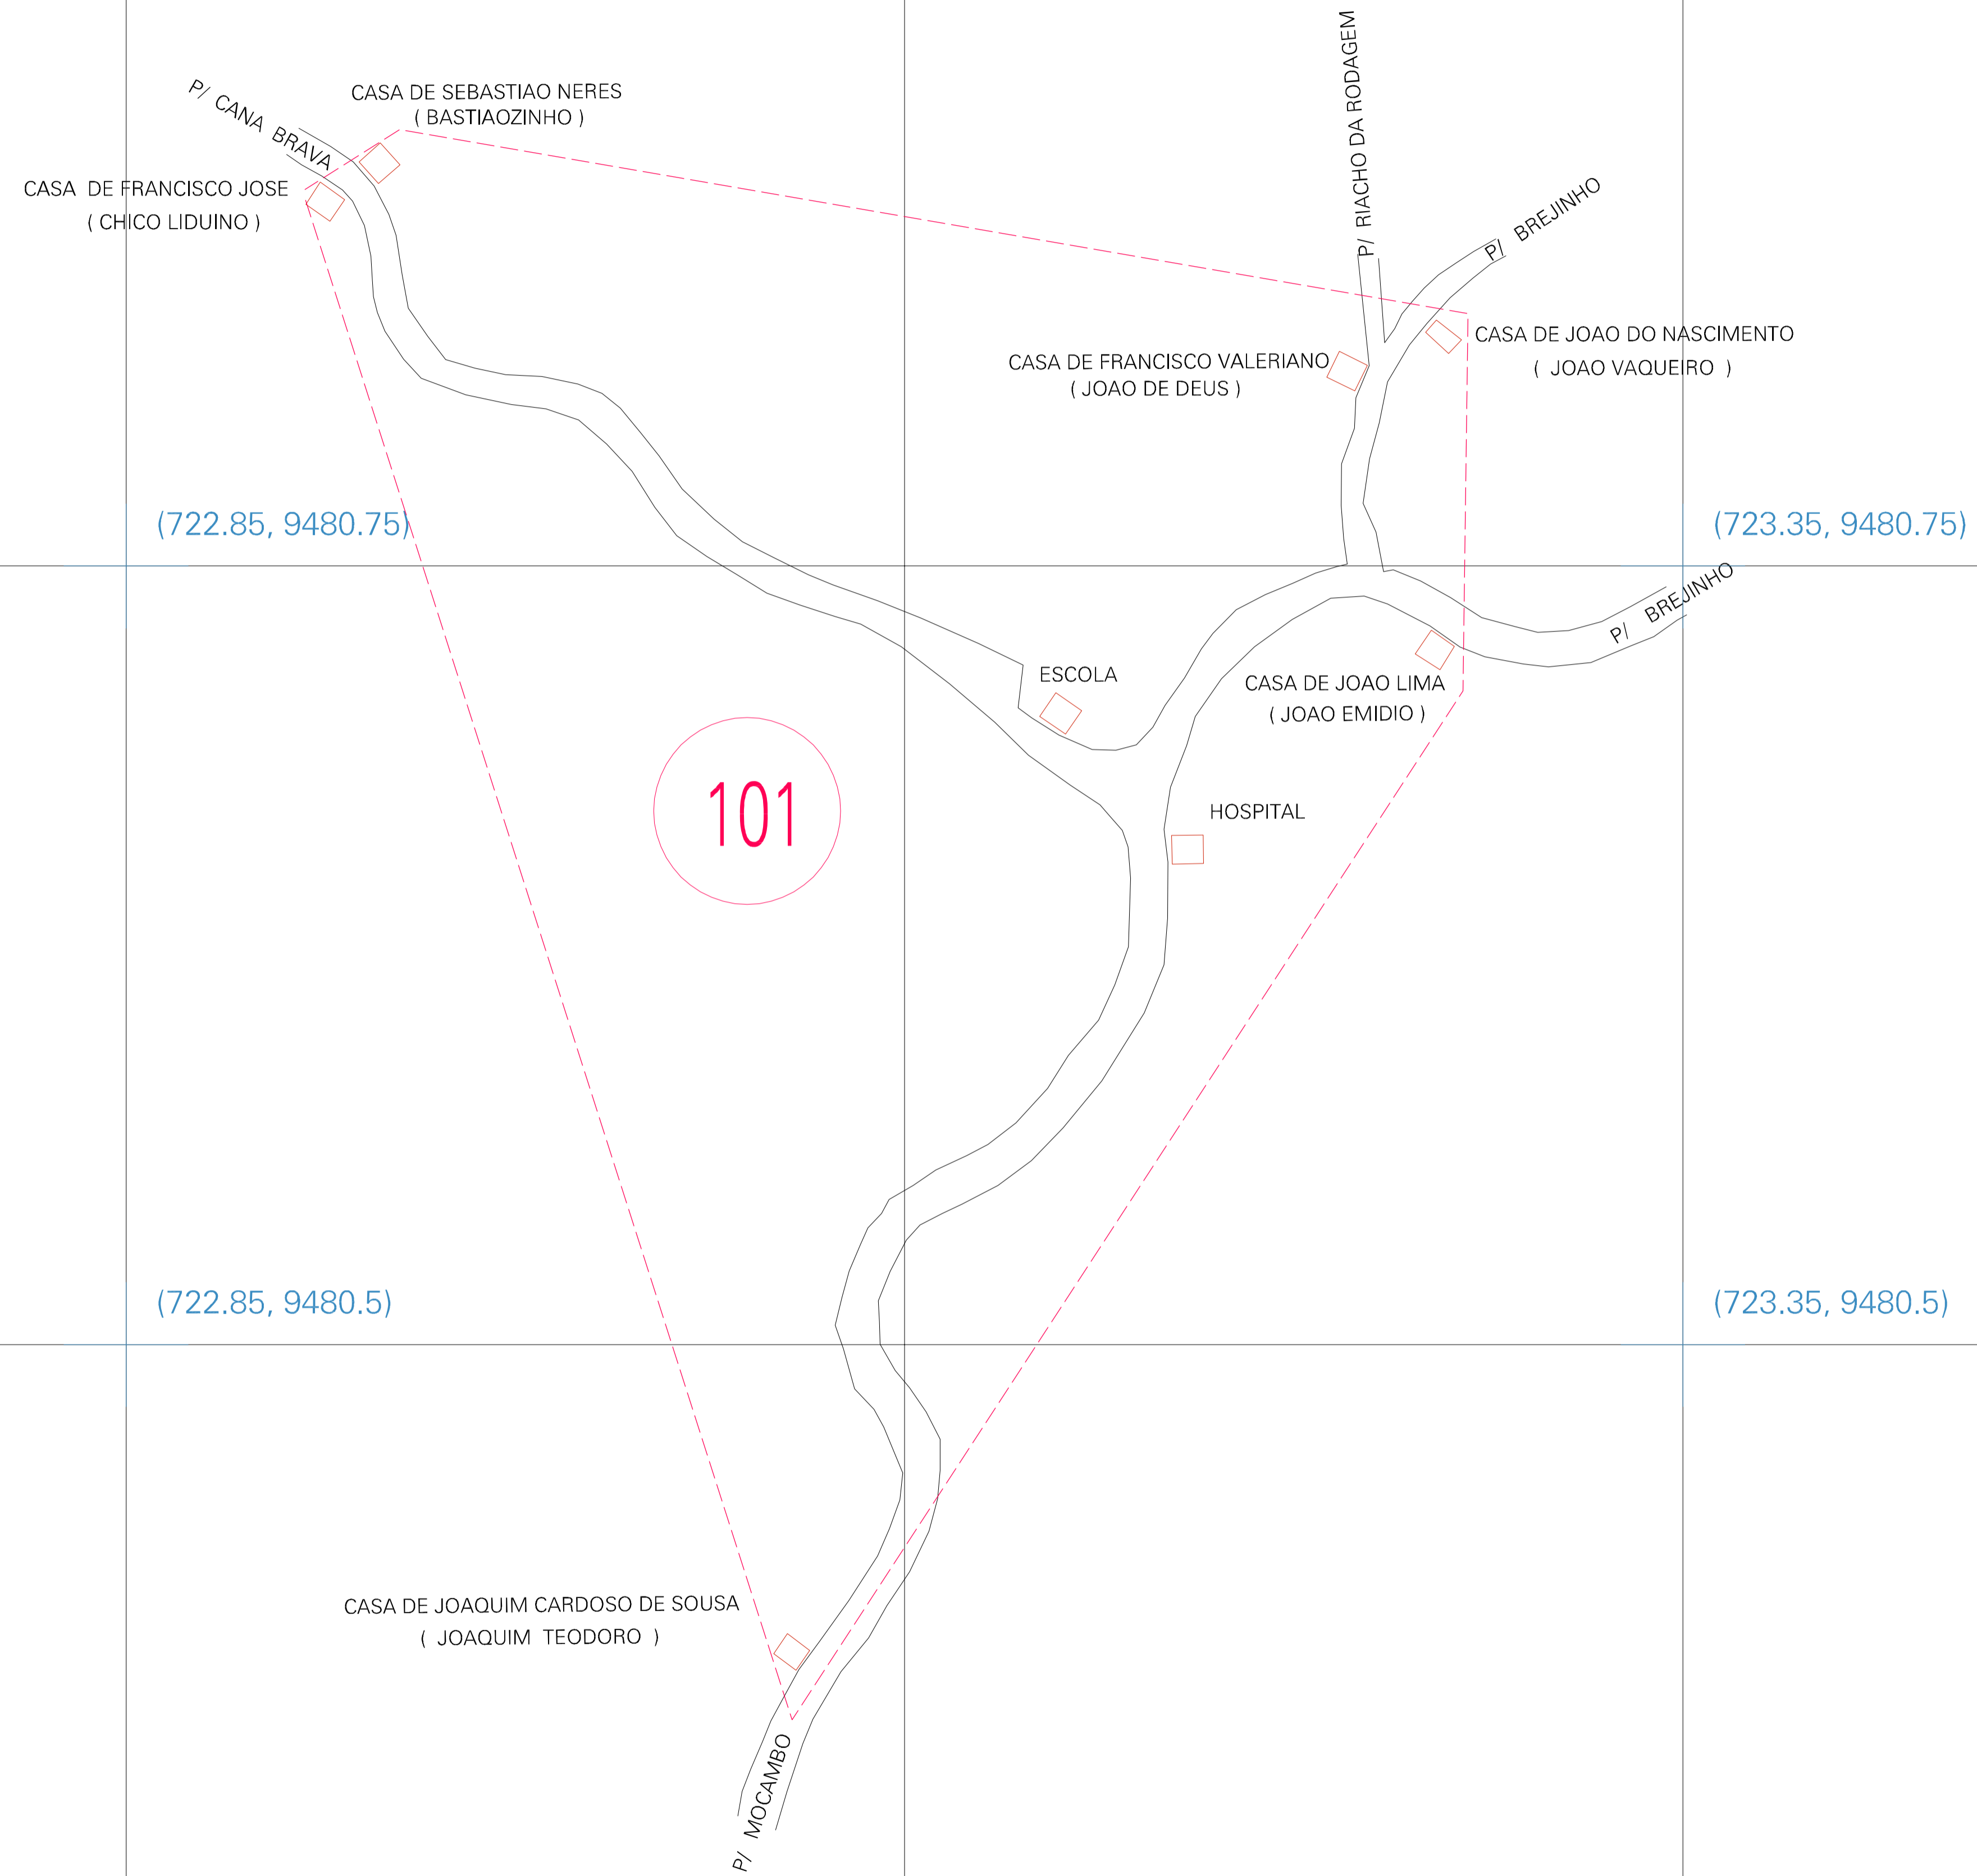 P/ RIACHO DA RODAGEM
P/ CANA BRAVA
CASA DE SEBASTIAO NERES
( BASTIAOZINHO )
CASA DE FRANCISCO JOSE
( CHICO LIDUINO )
P/ BREJINHO
CASA DE JOAO DO NASCIMENTO
( JOAO VAQUEIRO )
CASA DE FRANCISCO VALERIANO
( JOAO DE DEUS )
(722.85, 9480.75)
(723.35, 9480.75)
P/ BREJINHO
ESCOLA
CASA DE JOAO LIMA
( JOAO EMIDIO )
101
HOSPITAL
(722.85, 9480.5)
(723.35, 9480.5)
CASA DE JOAQUIM CARDOSO DE SOUSA
( JOAQUIM TEODORO )
P/ MOCAMBO